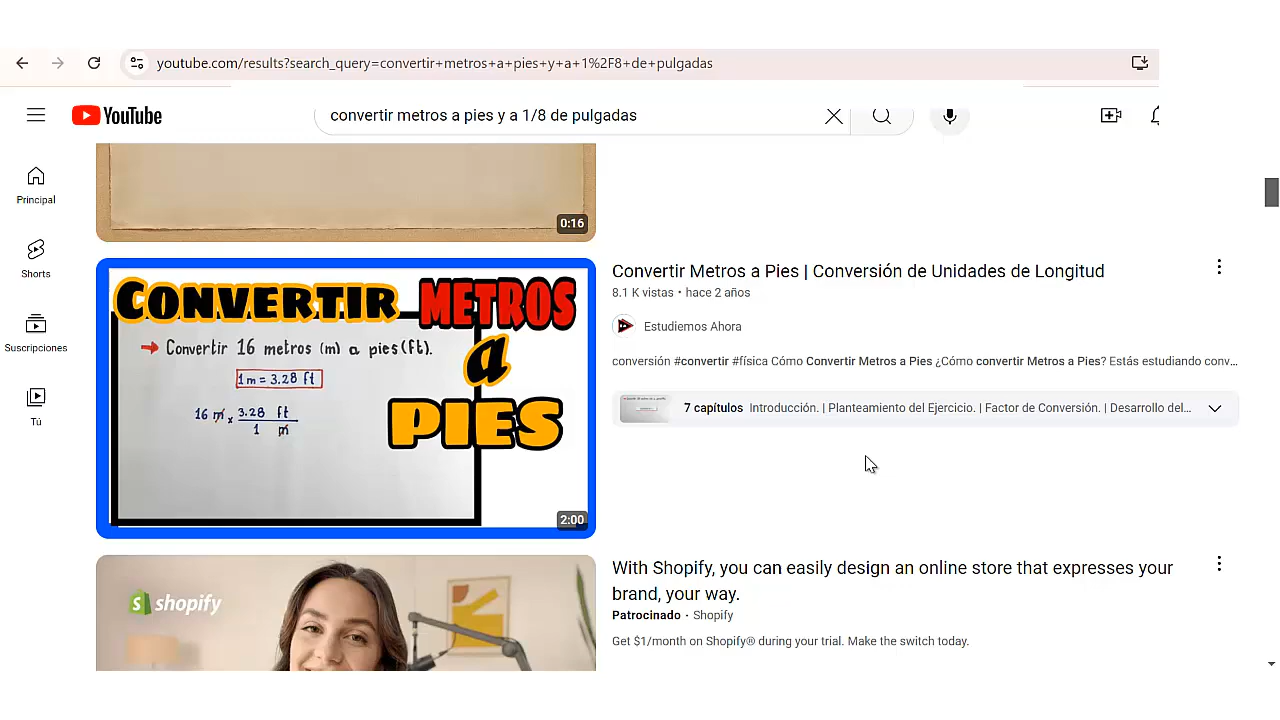 youtube.com/results?search_query=convertir+metros+a+pies+y+a+1%2F8+de+pulgadas
YouTube
convertir metros a pies y a 1/8 de pulgadas
Principal
Shorts
Suscripciones
Tú
0:16
CONVERTIR METROS
a
PIES
Convertir 16 metros (m) a pies (ft).
1 m = 3.28 ft
16 m x 3.28 ft
1 m
2:00
Convertir Metros a Pies | Conversión de Unidades de Longitud
8.1 K vistas • hace 2 años
Estudiemos Ahora
conversión #convertir #física Cómo Convertir Metros a Pies ¿Cómo convertir Metros a Pies? Estás estudiando conv...
7 capítulos Introducción. | Planteamiento del Ejercicio. | Factor de Conversión. | Desarrollo del...
shopify
With Shopify, you can easily design an online store that expresses your
brand, your way.
Patrocinado · Shopify
Get $1/month on Shopify® during your trial. Make the switch today.